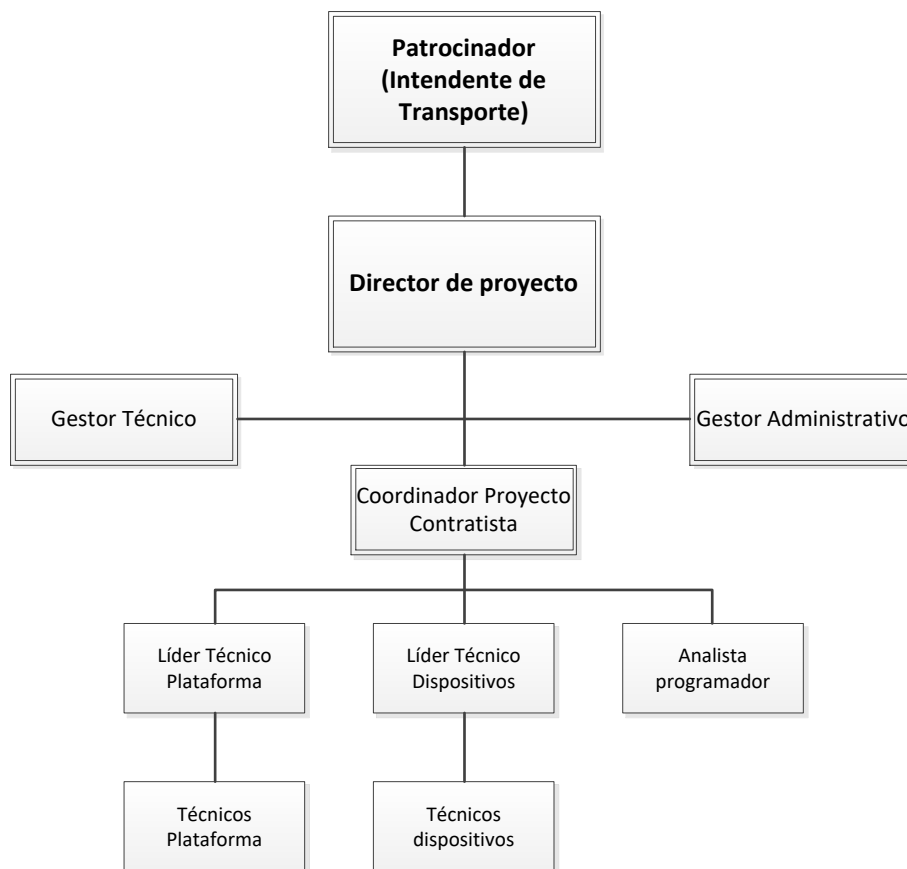 Patrocinador
(Intendente de
Transporte)
Director de proyecto
Gestor Técnico
Gestor Administrativo
Coordinador Proyecto
Contratista
Líder Técnico
Plataforma
Líder Técnico
Dispositivos
Analista
programador
Técnicos
Plataforma
Técnicos
dispositivos